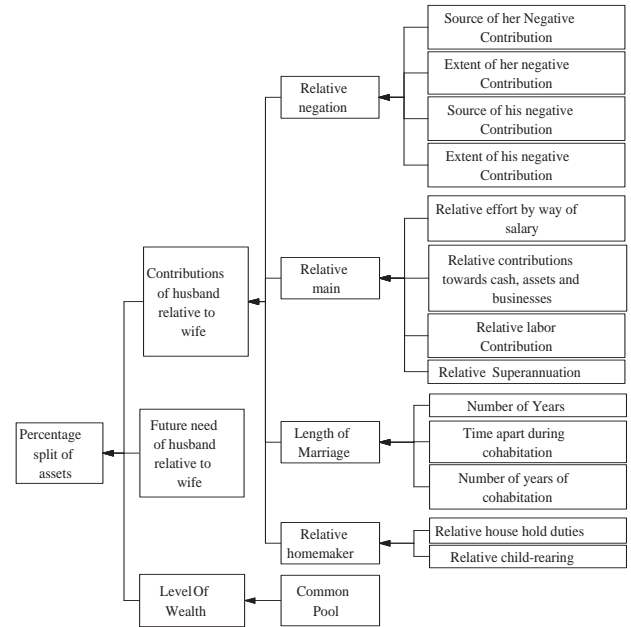 Source of her Negative
Contribution
Extent of her negative
Contribution
Source of his negative
Contribution
Extent of his negative
Contribution
Relative
negation
Relative effort by way of
salary
Relative contributions
towards cash, assets and
businesses
Relative labor
Contribution
Relative Superannuation
Relative
main
Contributions
of husband
relative to
wife
Number of Years
Time apart during
cohabitation
Number of years of
cohabitation
Length of
Marriage
Future need
of husband
relative to
wife
Percentage
split of
assets
Relative house hold duties
Relative child-rearing
Relative
homemaker
Level Of
Wealth
Common
Pool